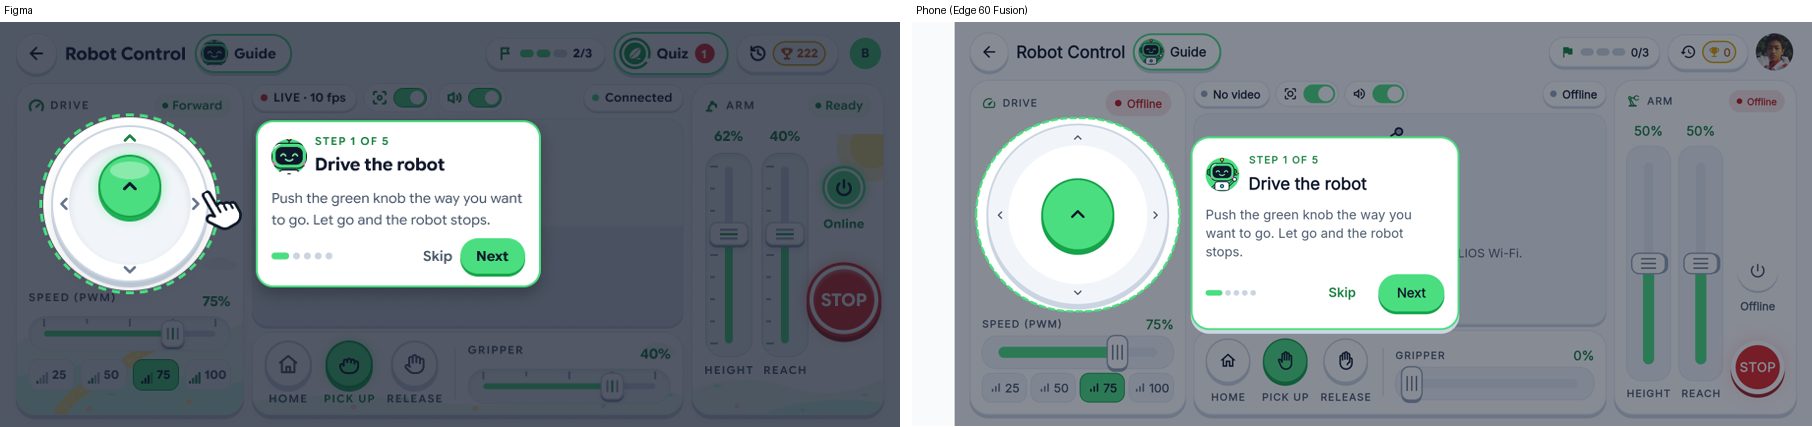 Figma
Robot Control
Guide
2/3
Quiz
1
222
B
DRIVE
Forward
LIVE · 10 fps
Connected
ARM
Ready
62%
40%
STEP 1 OF 5
Drive the robot
Push the green knob the way you want
to go. Let go and the robot stops.
Skip
Next
Online
STOP
SPEED (PWM)
75%
25
50
75
100
HOME
PICK UP
RELEASE
GRIPPER
40%
HEIGHT
REACH
Phone (Edge 60 Fusion)
Robot Control
Guide
0/3
0
DRIVE
Offline
No video
Offline
ARM
Offline
50%
50%
STEP 1 OF 5
Drive the robot
Push the green knob the way you
want to go. Let go and the robot
stops.
Skip
Next
LIOS Wi-Fi.
Offline
STOP
SPEED (PWM)
75%
25
50
75
100
HOME
PICK UP
RELEASE
GRIPPER
0%
HEIGHT
REACH